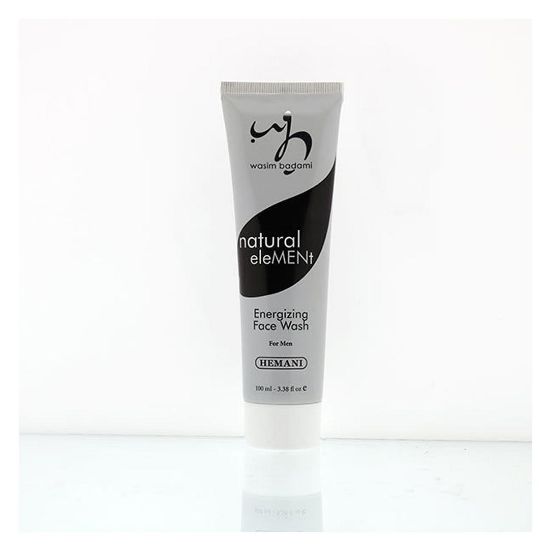 wasim badami
natural
eleMENt
Energizing
Face Wash
For Men
HEMANI
100 ml - 3.38 fl oz ℮